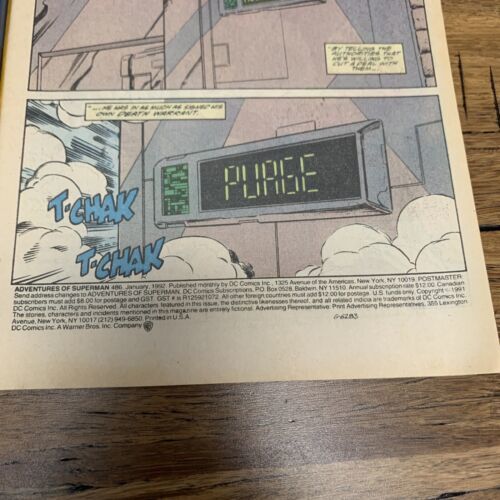 "BY TELLING THE
AUTHORITIES THAT
HE'S WILLING TO
CUT A DEAL WITH
THEM...
"...HE HAS IN AS MUCH AS SIGNED HIS
OWN DEATH WARRANT.
PURGE
T-CHAK
T-CHAK
ADVENTURES OF SUPERMAN 486. January, 1992. Published monthly by DC Comics Inc., 1325 Avenue of the Americas, New York, NY 10019. POSTMASTER:
Send address changes to ADVENTURES OF SUPERMAN, DC Comics Subscriptions, PO Box 0528, Baldwin, NY 11510. Annual subscription rate $12.00. Canadian
subscribers must add $8.00 for postage and GST. GST # is R125921072. All other foreign countries must add $12.00 for postage. U.S. funds only. Copyright © 1991
DC Comics Inc. All Rights Reserved. All characters featured in this issue, the distinctive likenesses thereof, and all related indicia are trademarks of DC Comics Inc.
The stories, characters and incidents mentioned in this magazine are entirely fictional. Advertising Representative: Print Advertising Representatives, 355 Lexington
Avenue, New York, NY 10017 (212) 949-6850. Printed in U.S.A.
DC Comics Inc. A Warner Bros. Inc. Company
G-6283